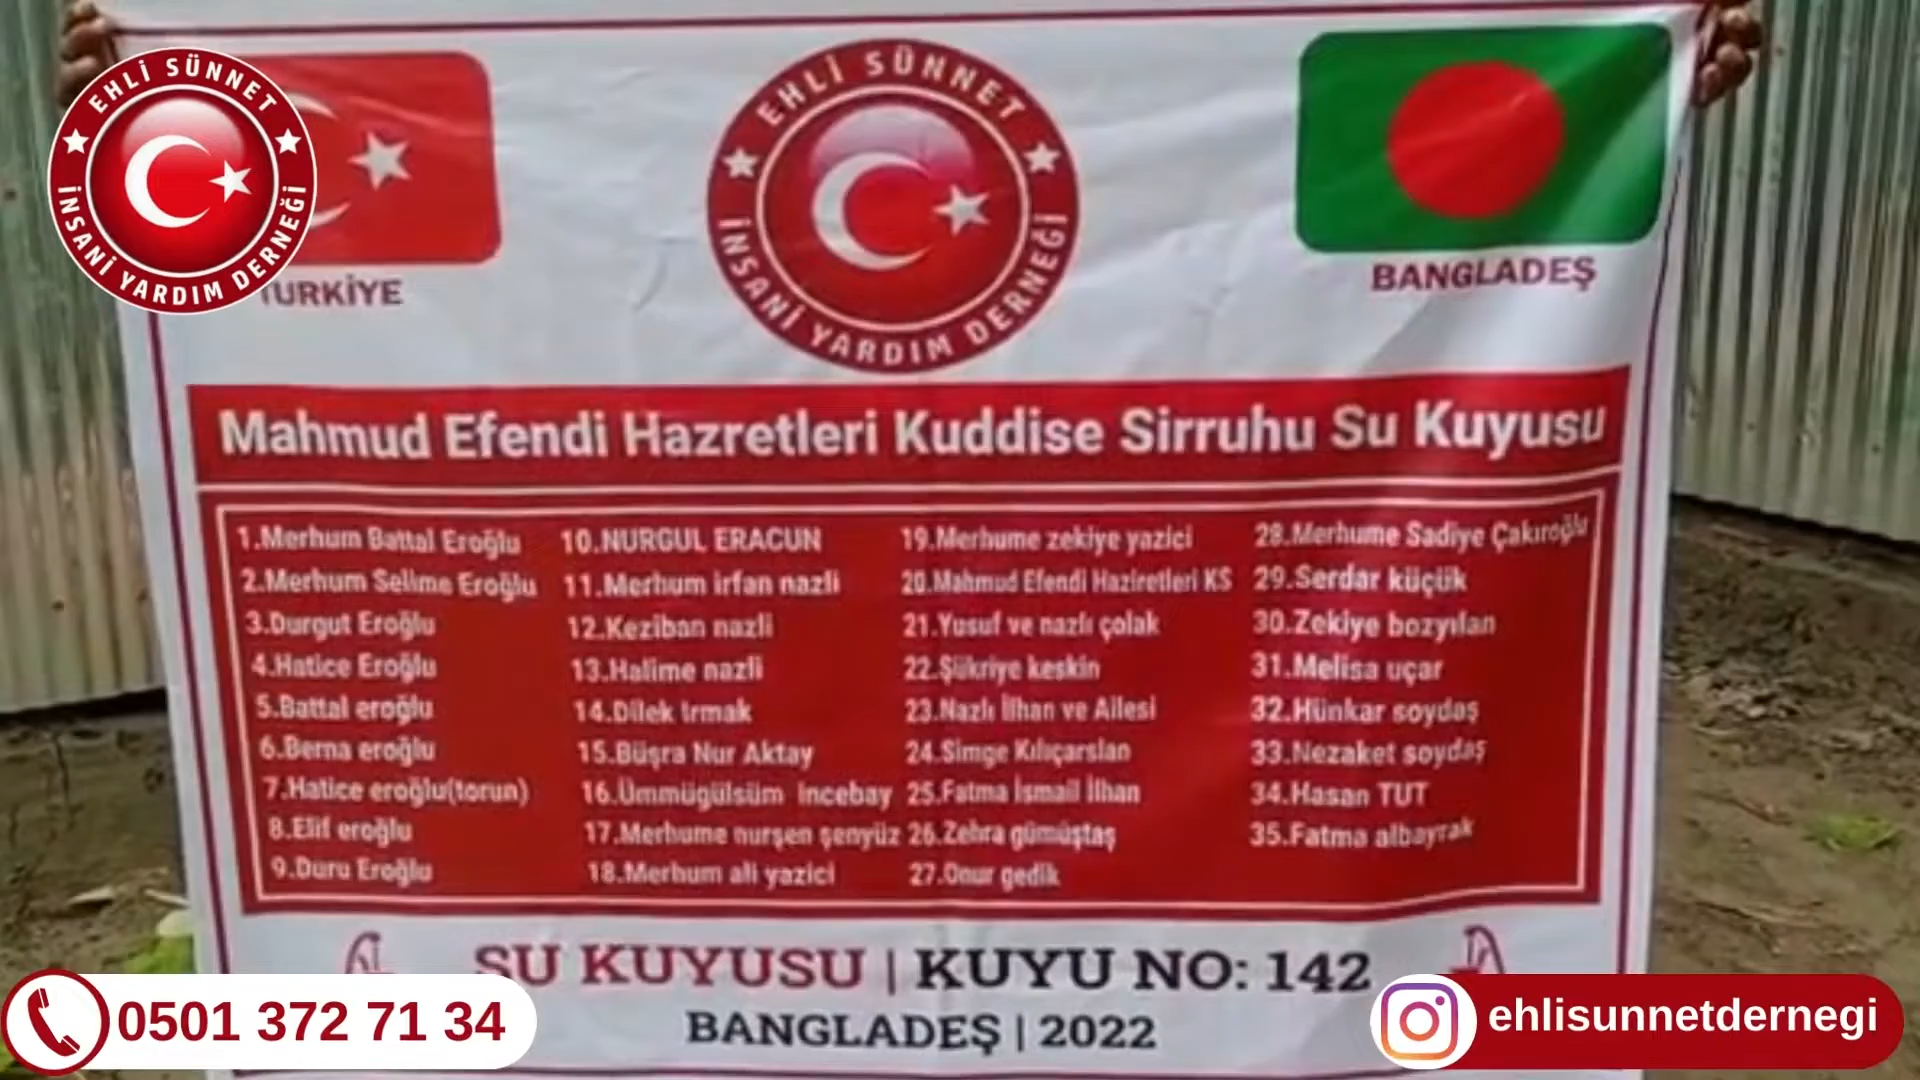 EHLİ SÜNNET
İNSANİ YARDIM DERNEĞİ
TÜRKİYE
EHLİ SÜNNET
İNSANİ YARDIM DERNEĞİ
BANGLADEŞ
Mahmud Efendi Hazretleri Kuddise Sirruhu Su Kuyusu
1.Merhum Battal Eroğlu
2.Merhum Selime Eroğlu
3.Durgut Eroğlu
4.Hatice Eroğlu
5.Battal eroğlu
6.Berna eroğlu
7.Hatice eroğlu(torun)
8.Elif eroğlu
9.Duru Eroğlu
10.NURGUL ERACUN
11.Merhum irfan nazli
12.Keziban nazli
13.Halime nazli
14.Dilek Irmak
15.Büşra Nur Aktay
16.Ümmügülsüm incebay
17.Merhume nurşen şenyüz
18.Merhum ali yazici
19.Merhume zekiye yazici
20.Mahmud Efendi Haziretleri KS
21.Yusuf ve nazlı çolak
22.Şükriye keskin
23.Nazlı İlhan ve Ailesi
24.Simge Kılıçarslan
25.Fatma İsmail İlhan
26.Zehra gümüştaş
27.Onur gedik
28.Merhume Sadiye Çakıroğlu
29.Serdar küçük
30.Zekiye bozyılan
31.Melisa uçar
32.Hünkar soydaş
33.Nezaket soydaş
34.Hasan TUT
35.Fatma albayrak
SU KUYUSU | KUYU NO: 142
BANGLADEŞ | 2022
0501 372 71 34
ehlisunnetdernegi